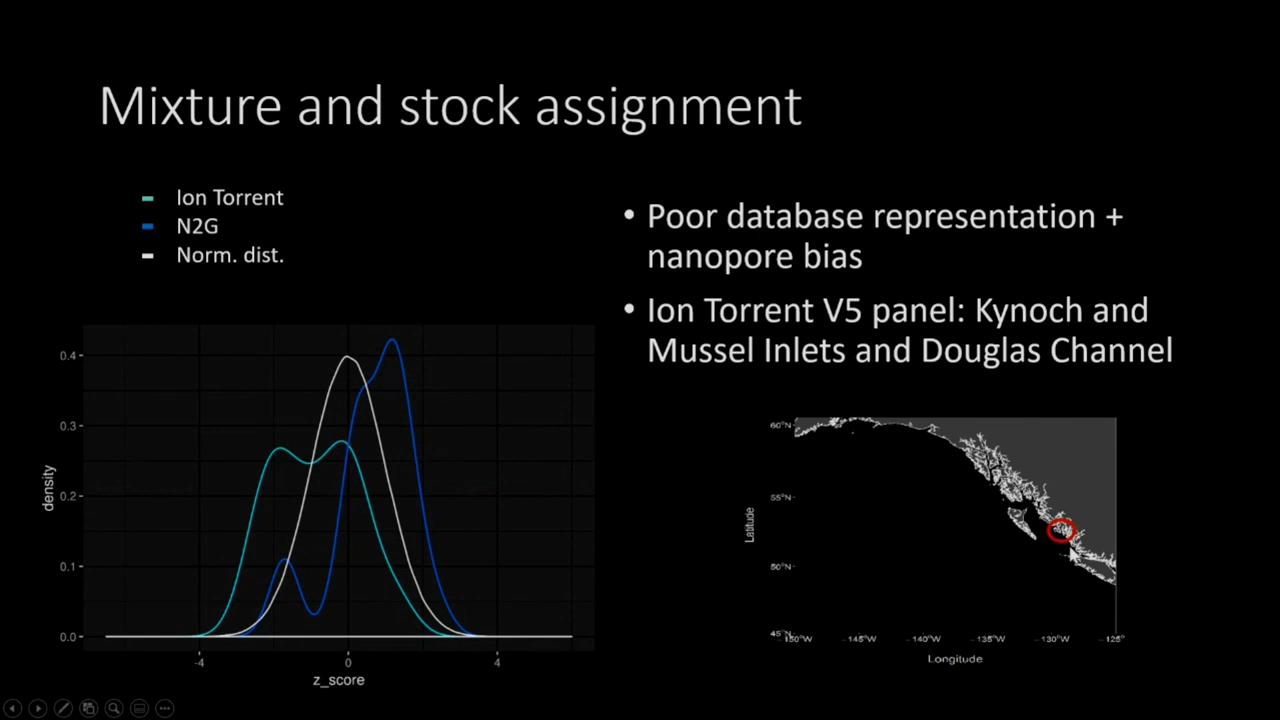 Mixture and stock assignment
Ion Torrent
N2G
Norm. dist.
• Poor database representation +
nanopore bias
• Ion Torrent V5 panel: Kynoch and
Mussel Inlets and Douglas Channel
0.4
0.3
0.2
0.1
0.0
density
-4
0
4
z_score
60°N
55°N
50°N
45°N
Latitude
150°W
145°W
140°W
135°W
130°W
125°
Longitude